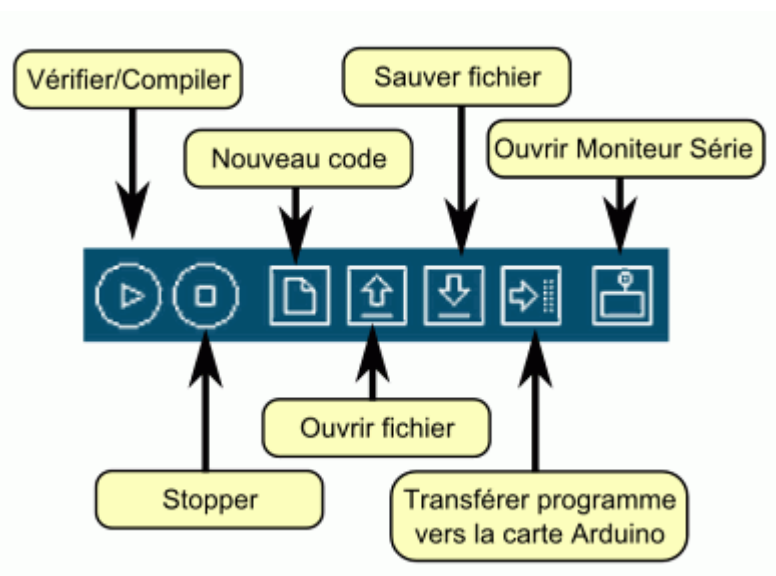 Vérifier/Compiler
Sauver fichier
Nouveau code
Ouvrir Moniteur Série
Ouvrir fichier
Stopper
Transférer programme
vers la carte Arduino